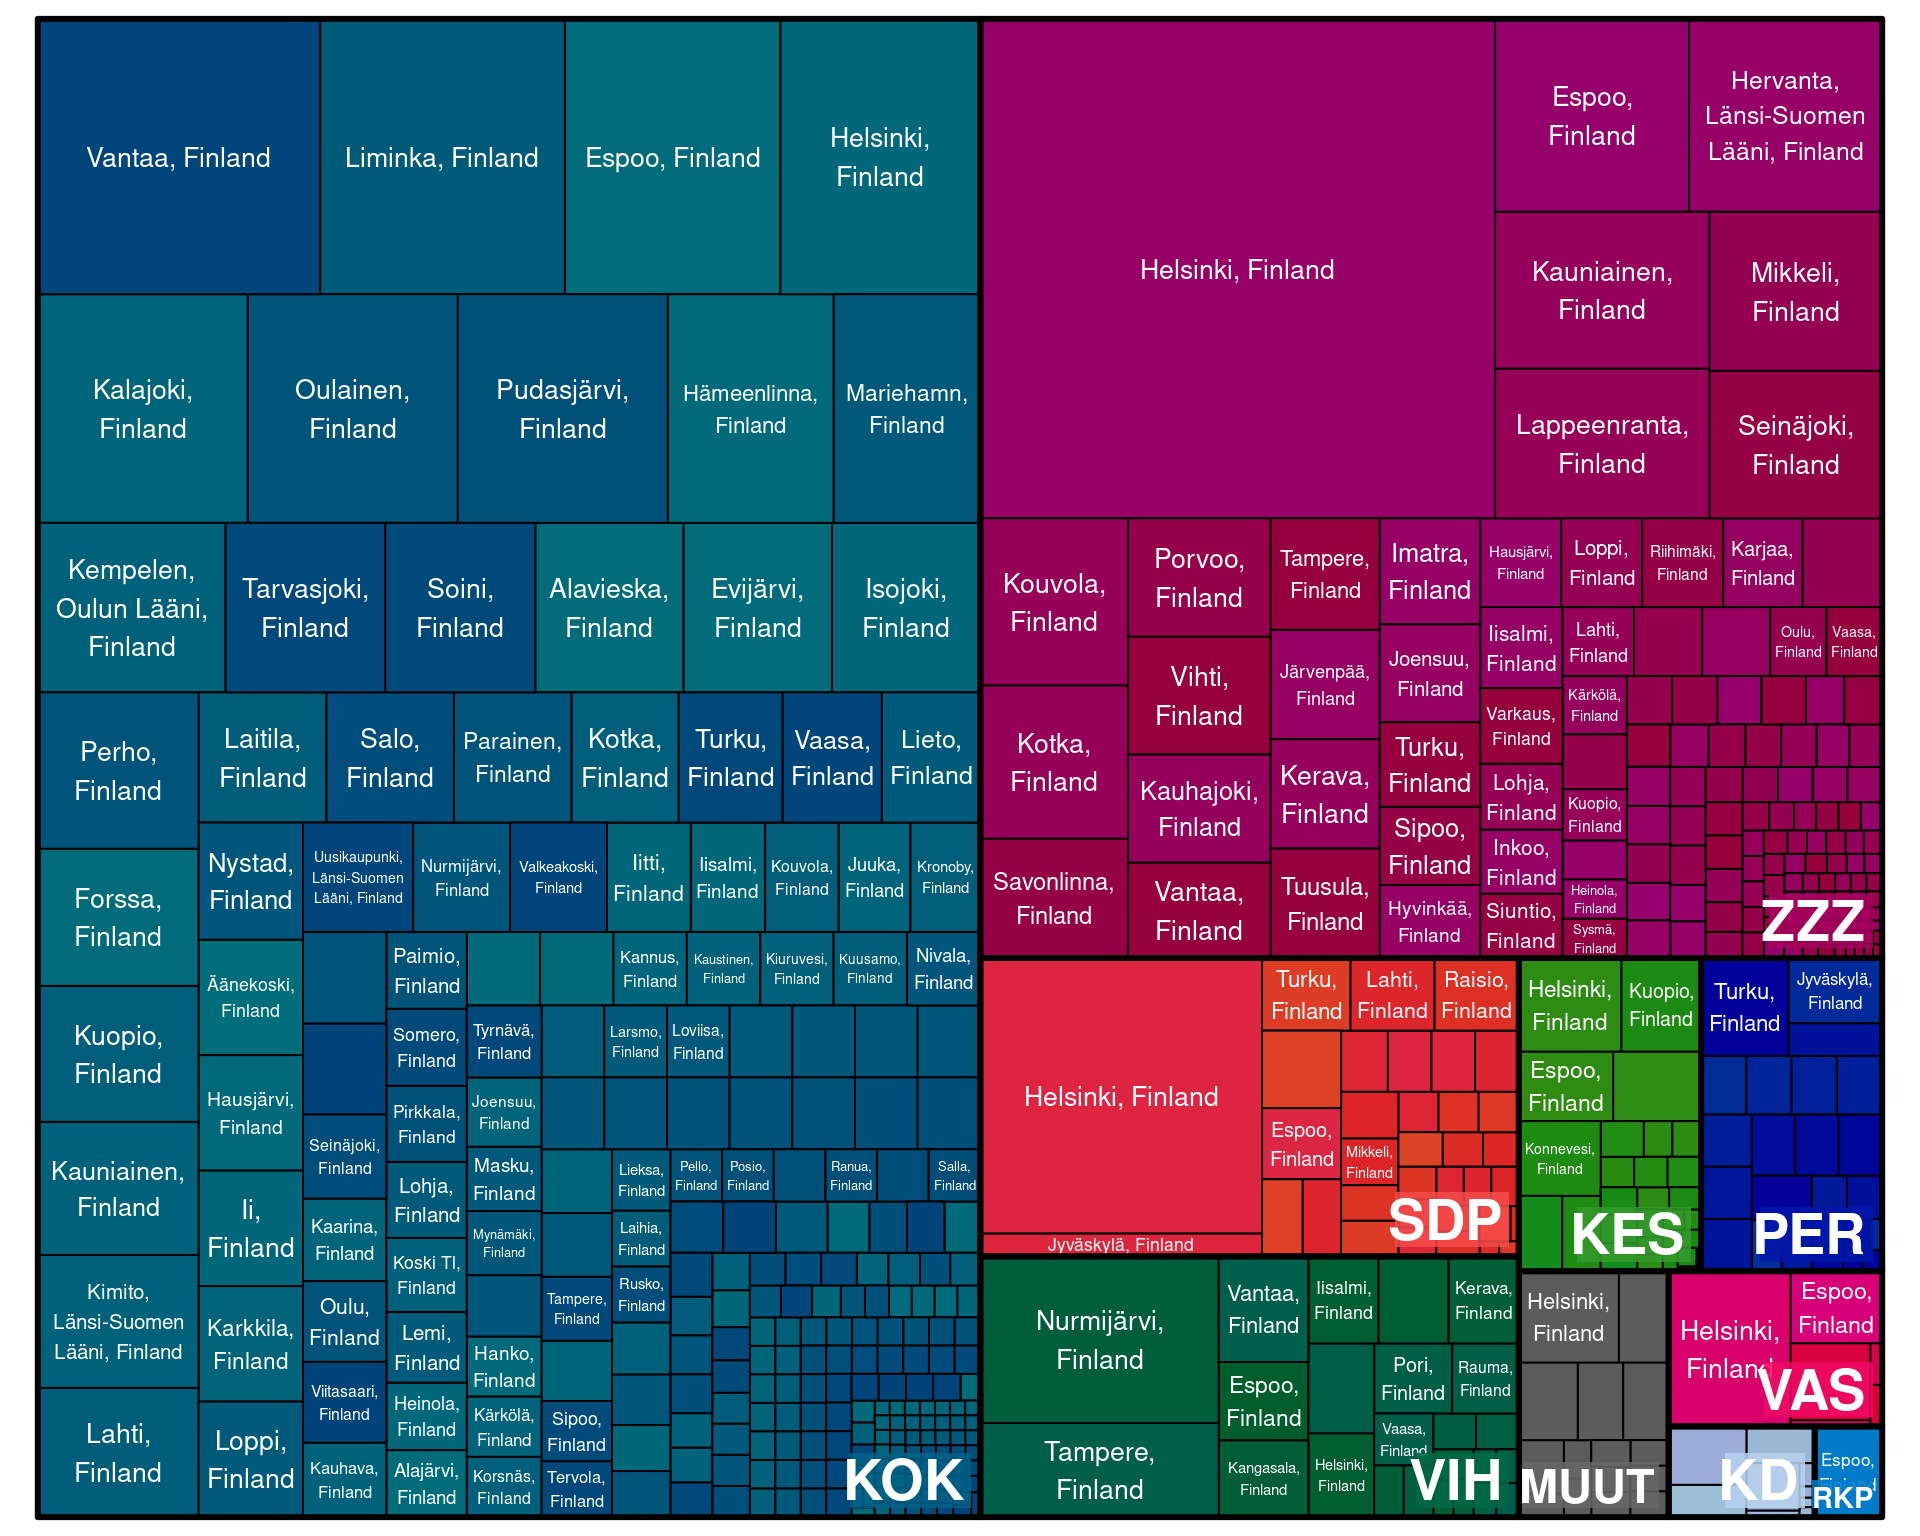 Vantaa, Finland
Liminka, Finland
Espoo, Finland
Helsinki,
Finland
Kalajoki,
Finland
Oulainen,
Finland
Pudasjärvi,
Finland
Hämeenlinna,
Finland
Mariehamn,
Finland
Kempelen,
Oulun Lääni,
Finland
Tarvasjoki,
Finland
Soini,
Finland
Alavieska,
Finland
Evijärvi,
Finland
Isojoki,
Finland
Perho,
Finland
Laitila,
Finland
Salo,
Finland
Parainen,
Finland
Kotka,
Finland
Turku,
Finland
Vaasa,
Finland
Lieto,
Finland
Forssa,
Finland
Nystad,
Finland
Uusikaupunki,
Länsi-Suomen
Lääni, Finland
Nurmijärvi,
Finland
Valkeakoski,
Finland
Iitti,
Finland
Iisalmi,
Finland
Kouvola,
Finland
Juuka,
Finland
Kronoby,
Finland
Äänekoski,
Finland
Paimio,
Finland
Kannus,
Finland
Kaustinen,
Finland
Kiuruvesi,
Finland
Kuusamo,
Finland
Nivala,
Finland
Kuopio,
Finland
Somero,
Finland
Tyrnävä,
Finland
Larsmo,
Finland
Loviisa,
Finland
Hausjärvi,
Finland
Pirkkala,
Finland
Joensuu,
Finland
Kauniainen,
Finland
Seinäjoki,
Finland
Lohja,
Finland
Masku,
Finland
Lieksa,
Finland
Pello,
Finland
Posio,
Finland
Ranua,
Finland
Salla,
Finland
Ii,
Finland
Kaarina,
Finland
Koski Tl,
Finland
Mynämäki,
Finland
Laihia,
Finland
Kimito,
Länsi-Suomen
Lääni, Finland
Karkkila,
Finland
Oulu,
Finland
Lemi,
Finland
Hanko,
Finland
Tampere,
Finland
Rusko,
Finland
Viitasaari,
Finland
Heinola,
Finland
Kärkölä,
Finland
Sipoo,
Finland
Lahti,
Finland
Loppi,
Finland
Kauhava,
Finland
Alajärvi,
Finland
Korsnäs,
Finland
Tervola,
Finland
KOK
Helsinki, Finland
Espoo,
Finland
Hervanta,
Länsi-Suomen
Lääni, Finland
Kauniainen,
Finland
Mikkeli,
Finland
Lappeenranta,
Finland
Seinäjoki,
Finland
Kouvola,
Finland
Porvoo,
Finland
Tampere,
Finland
Imatra,
Finland
Hausjärvi,
Finland
Loppi,
Finland
Riihimäki,
Finland
Karjaa,
Finland
Vihti,
Finland
Järvenpää,
Finland
Joensuu,
Finland
Iisalmi,
Finland
Lahti,
Finland
Oulu,
Finland
Vaasa,
Finland
Kärkölä,
Finland
Kotka,
Finland
Kauhajoki,
Finland
Kerava,
Finland
Turku,
Finland
Varkaus,
Finland
Lohja,
Finland
Kuopio,
Finland
Savonlinna,
Finland
Vantaa,
Finland
Tuusula,
Finland
Sipoo,
Finland
Hyvinkää,
Finland
Inkoo,
Finland
Siuntio,
Finland
Heinola,
Finland
Sysmä,
Finland
ZZZ
Helsinki, Finland
Turku,
Finland
Lahti,
Finland
Raisio,
Finland
Espoo,
Finland
Mikkeli,
Finland
Jyväskylä, Finland
SDP
Helsinki,
Finland
Kuopio,
Finland
Espoo,
Finland
Konnevesi,
Finland
KES
Turku,
Finland
Jyväskylä,
Finland
PER
Nurmijärvi,
Finland
Vantaa,
Finland
Iisalmi,
Finland
Kerava,
Finland
Espoo,
Finland
Pori,
Finland
Rauma,
Finland
Vaasa,
Finland
Tampere,
Finland
Kangasala,
Finland
Helsinki,
Finland
VIH
Helsinki,
Finland
MUUT
Helsinki,
Finland
Espoo,
Finland
VAS
KD
Espoo,
Finland
RKP